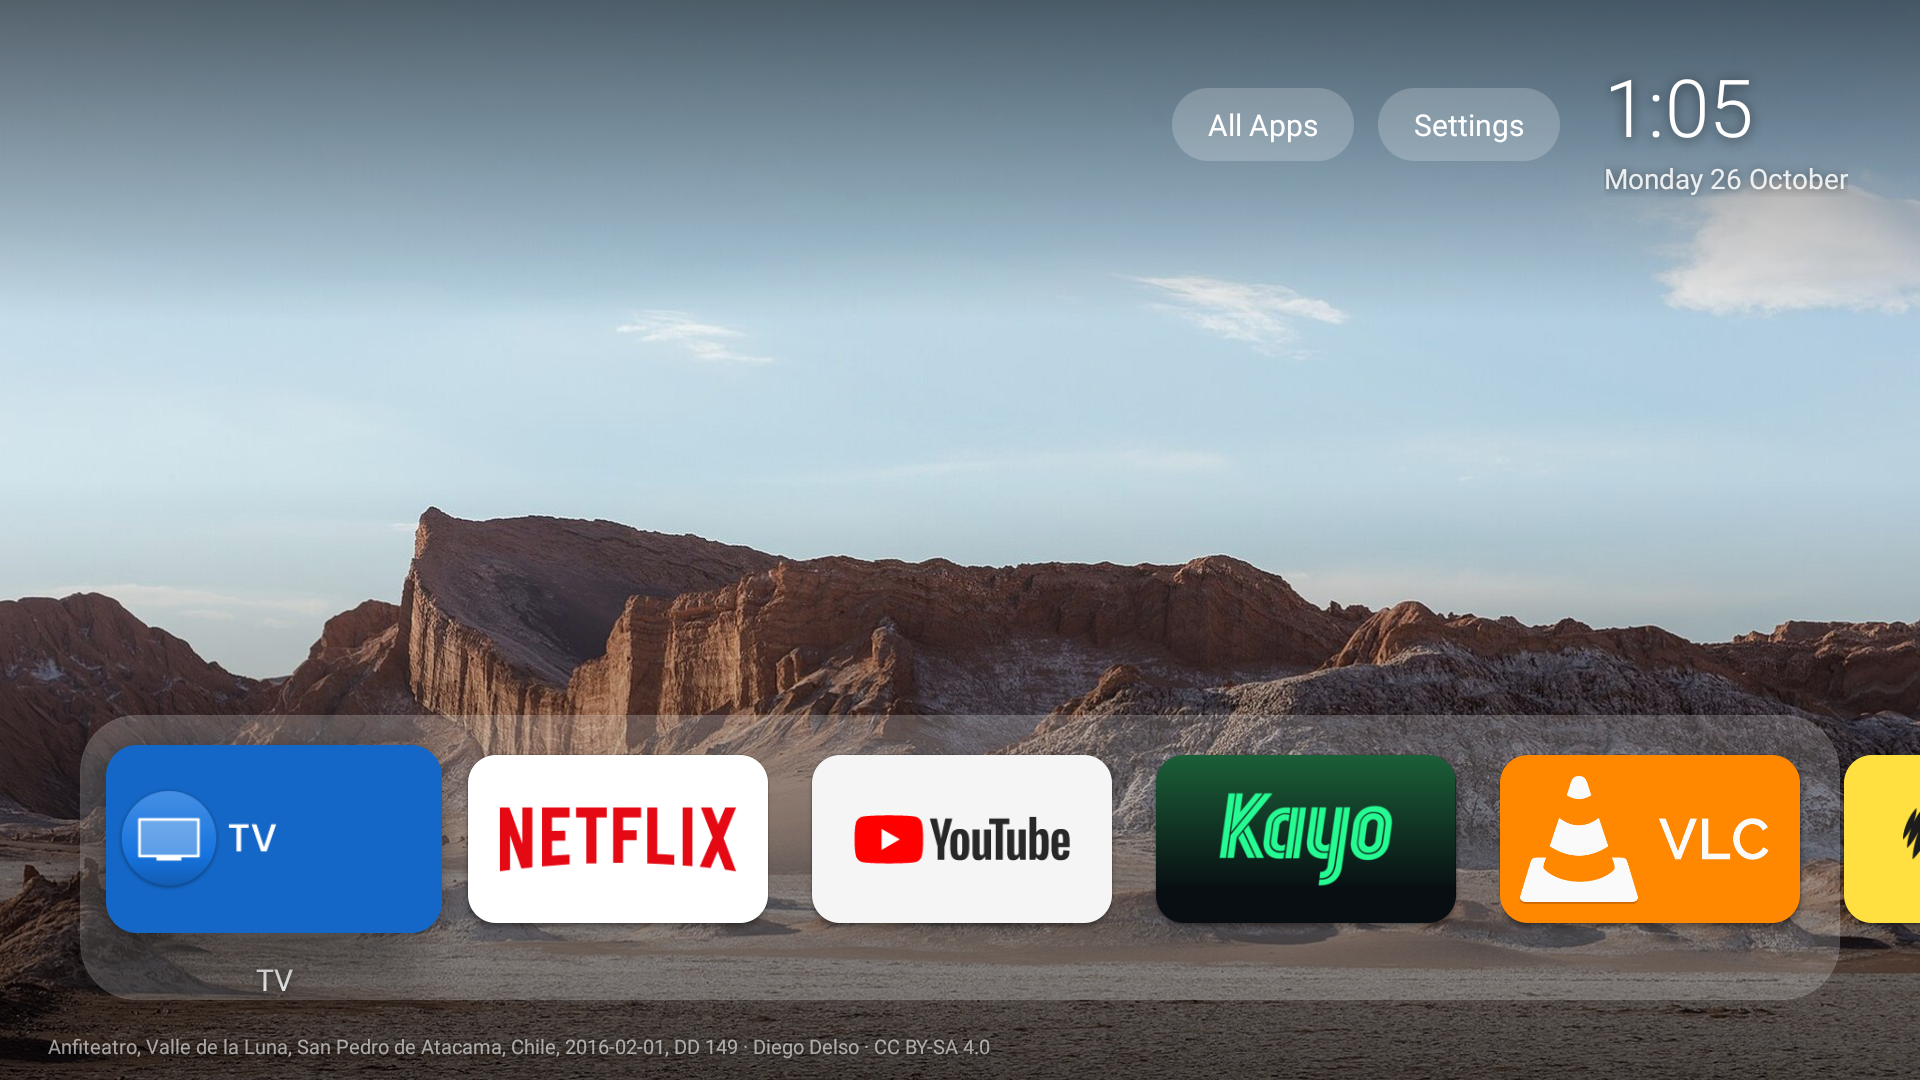 All Apps
Settings
1:05
Monday 26 October
TV
NETFLIX
YouTube
Kayo
VLC
TV
Anfiteatro, Valle de la Luna, San Pedro de Atacama, Chile, 2016-02-01, DD 149 · Diego Delso · CC BY-SA 4.0